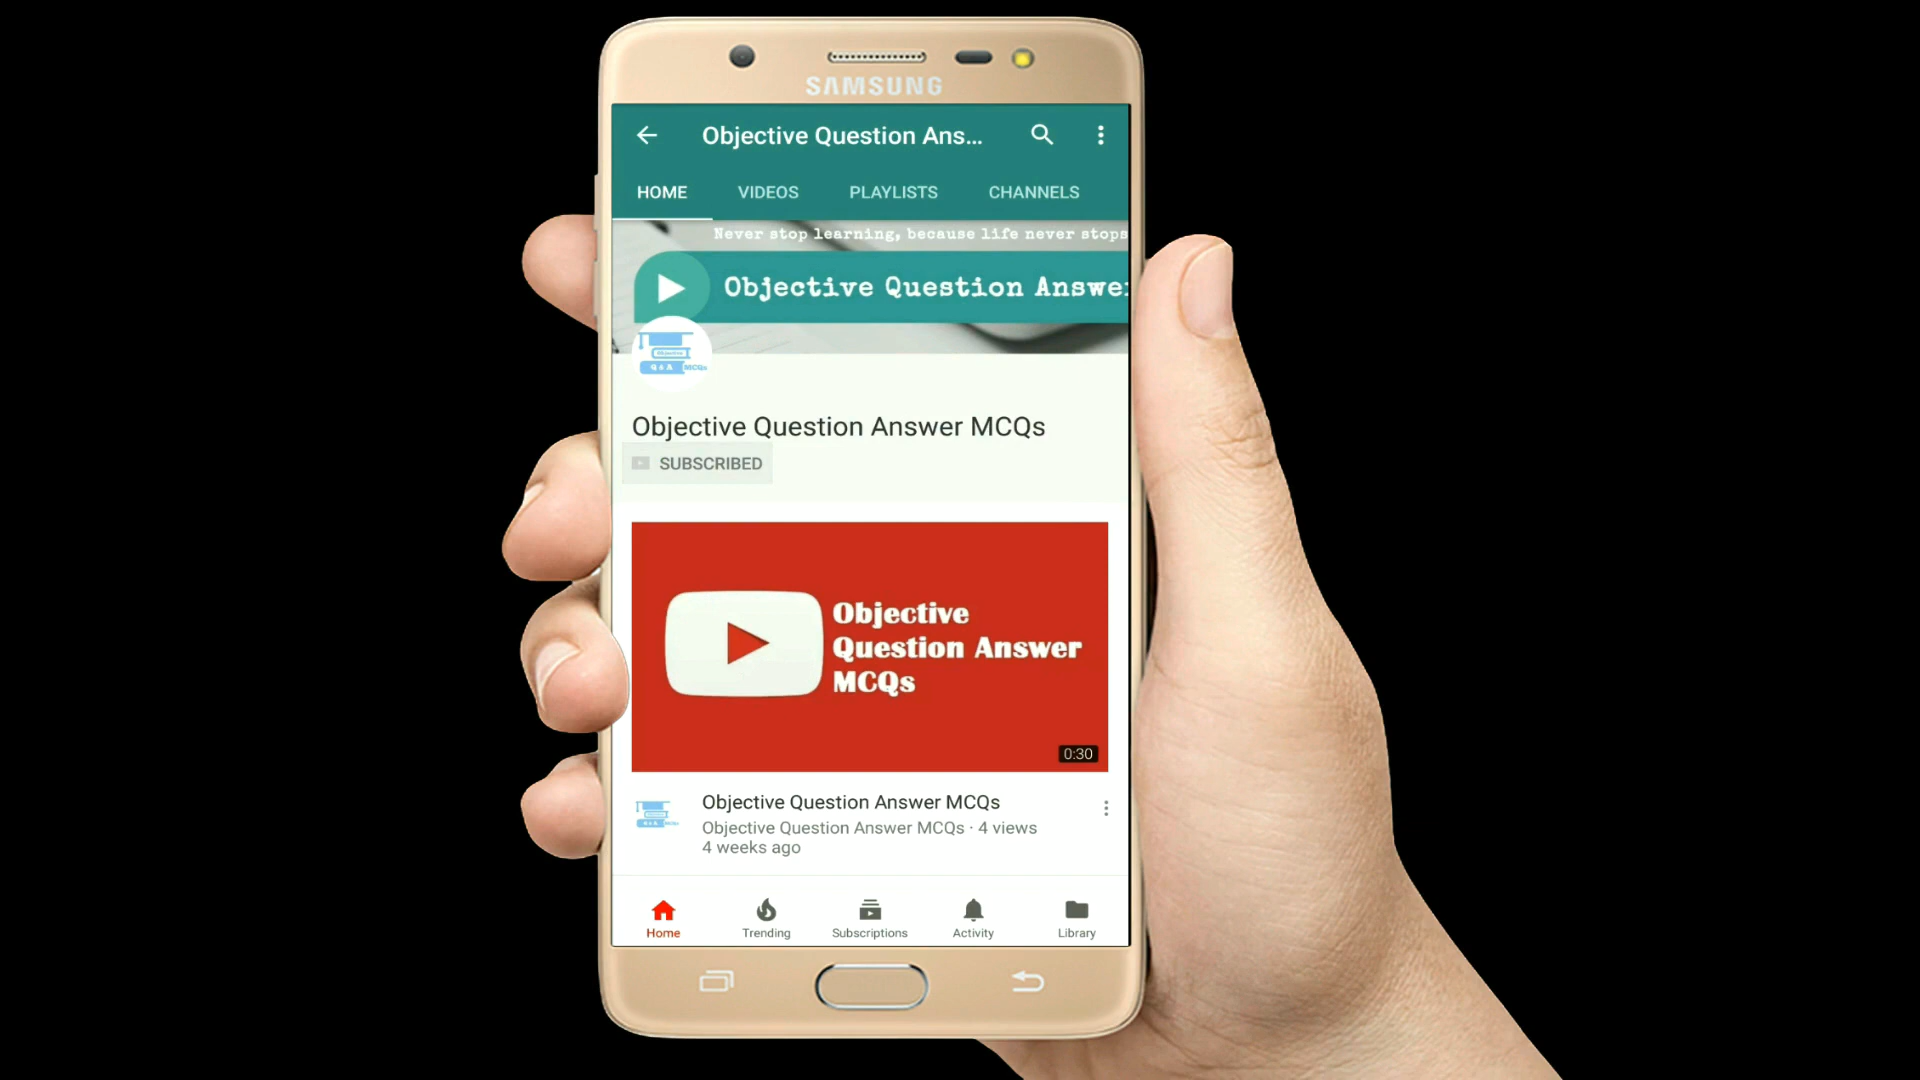 SAMSUNG
Objective Question Ans...
HOME VIDEOS PLAYLISTS CHANNELS
Never stop learning, because life never stops
Objective Question Answe
Objective
Q & A MCQs
Objective Question Answer MCQs
SUBSCRIBED
Objective
Question Answer
MCQs
0:30
Objective Question Answer MCQs
Objective Question Answer MCQs · 4 views
4 weeks ago
Home Trending Subscriptions Activity Library